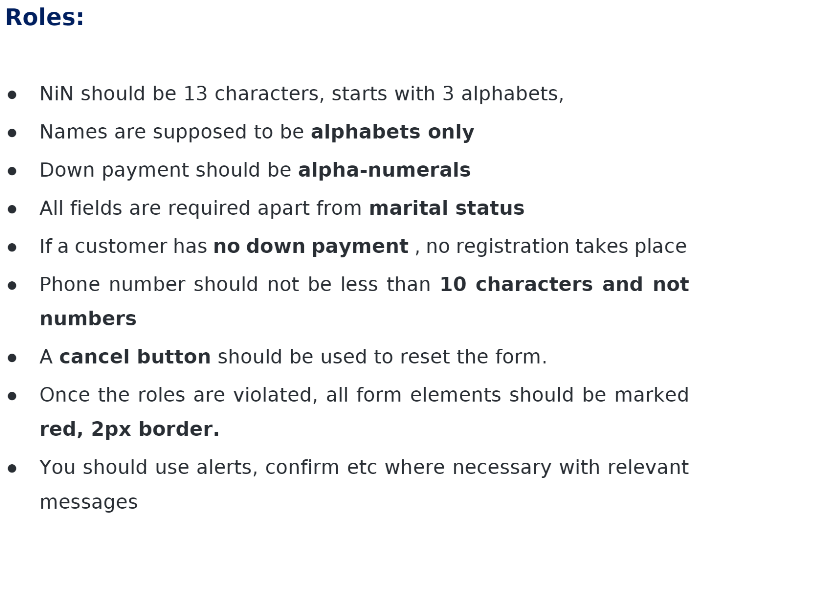 Roles:
● NiN should be 13 characters, starts with 3 alphabets,
● Names are supposed to be alphabets only
● Down payment should be alpha-numerals
● All fields are required apart from marital status
● If a customer has no down payment , no registration takes place
● Phone number should not be less than 10 characters and not
numbers
● A cancel button should be used to reset the form.
● Once the roles are violated, all form elements should be marked
red, 2px border.
● You should use alerts, confirm etc where necessary with relevant
messages